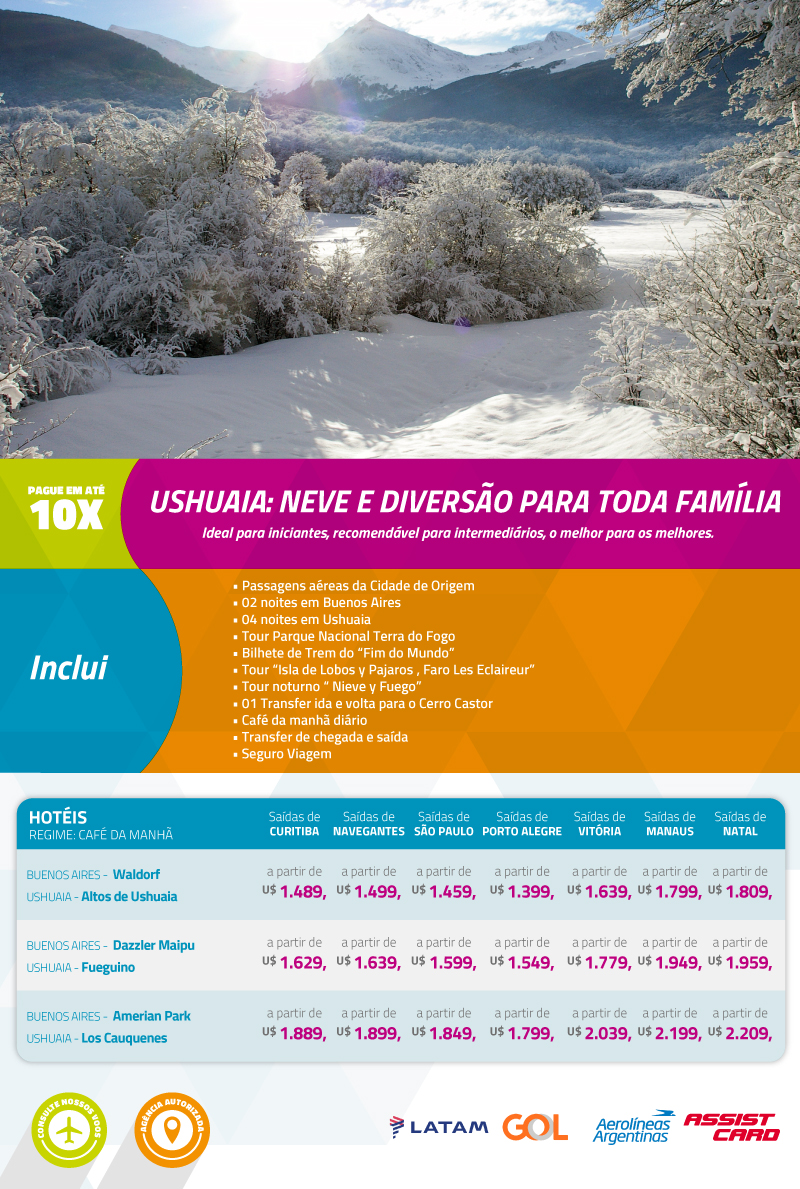 PAGUE EM ATÉ
10X
USHUAIA: NEVE E DIVERSÃO PARA TODA FAMÍLIA
Ideal para iniciantes, recomendável para intermediários, o melhor para os melhores.
Inclui
• Passagens aéreas da Cidade de Origem
• 02 noites em Buenos Aires
• 04 noites em Ushuaia
• Tour Parque Nacional Terra do Fogo
• Bilhete de Trem do “Fim do Mundo”
• Tour “Isla de Lobos y Pajaros , Faro Les Eclaireur”
• Tour noturno “ Nieve y Fuego”
• 01 Transfer ida e volta para o Cerro Castor
• Café da manhã diário
• Transfer de chegada e saída
• Seguro Viagem
HOTÉIS
REGIME: CAFÉ DA MANHÃ
Saídas de CURITIBA
Saídas de NAVEGANTES
Saídas de SÃO PAULO
Saídas de PORTO ALEGRE
Saídas de VITÓRIA
Saídas de MANAUS
Saídas de NATAL
BUENOS AIRES - Waldorf
USHUAIA - Altos de Ushuaia
a partir de a partir de a partir de a partir de a partir de a partir de a partir de
U$ 1.489, U$ 1.499, U$ 1.459, U$ 1.399, U$ 1.639, U$ 1.799, U$ 1.809,
BUENOS AIRES - Dazzler Maipu
USHUAIA - Fueguino
a partir de a partir de a partir de a partir de a partir de a partir de a partir de
U$ 1.629, U$ 1.639, U$ 1.599, U$ 1.549, U$ 1.779, U$ 1.949, U$ 1.959,
BUENOS AIRES - Amerian Park
USHUAIA - Los Cauquenes
a partir de a partir de a partir de a partir de a partir de a partir de a partir de
U$ 1.889, U$ 1.899, U$ 1.849, U$ 1.799, U$ 2.039, U$ 2.199, U$ 2.209,
CONSULTE NOSSOS VOOS
AGÊNCIA AUTORIZADA
LATAM
GOL
Aerolíneas
Argentinas
ASSIST
CARD